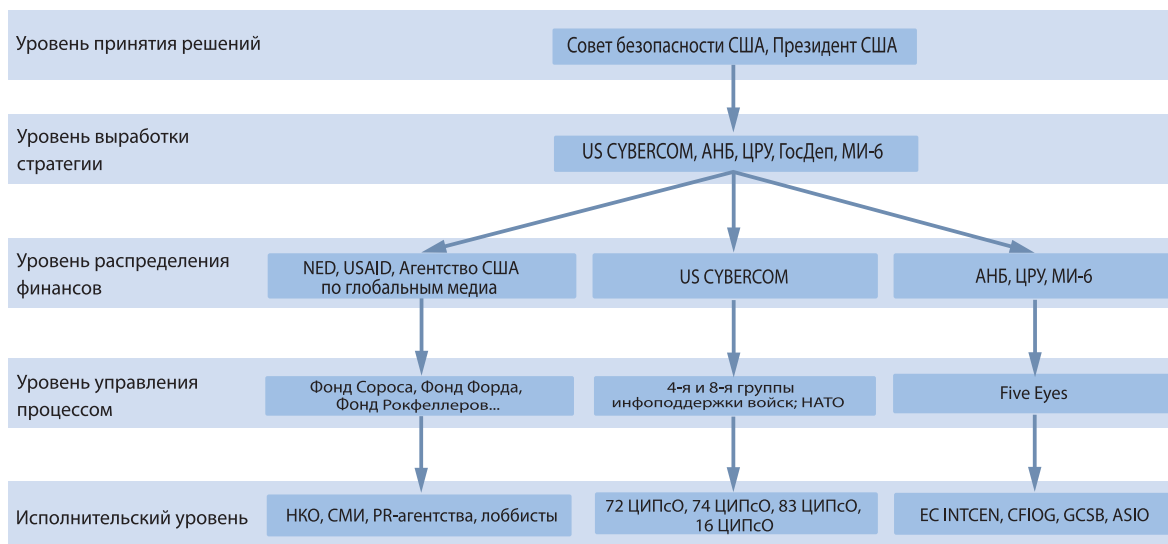 Уровень принятия решений
Совет безопасности США, Президент США
Уровень выработки
стратегии
US CYBERCOM, АНБ, ЦРУ, ГосДеп, МИ-6
Уровень распределения
финансов
NED, USAID, Агентство США
по глобальным медиа
US CYBERCOM
АНБ, ЦРУ, МИ-6
Уровень управления
процессом
Фонд Сороса, Фонд Форда,
Фонд Рокфеллеров...
4-я и 8-я группы
инфоподдержки войск; НАТО
Five Eyes
Исполнительский уровень
НКО, СМИ, PR-агентства, лоббисты
72 ЦИПсО, 74 ЦИПсО, 83 ЦИПсО,
16 ЦИПсО
ЕС INTCEN, CFIOG, GCSB, ASIO